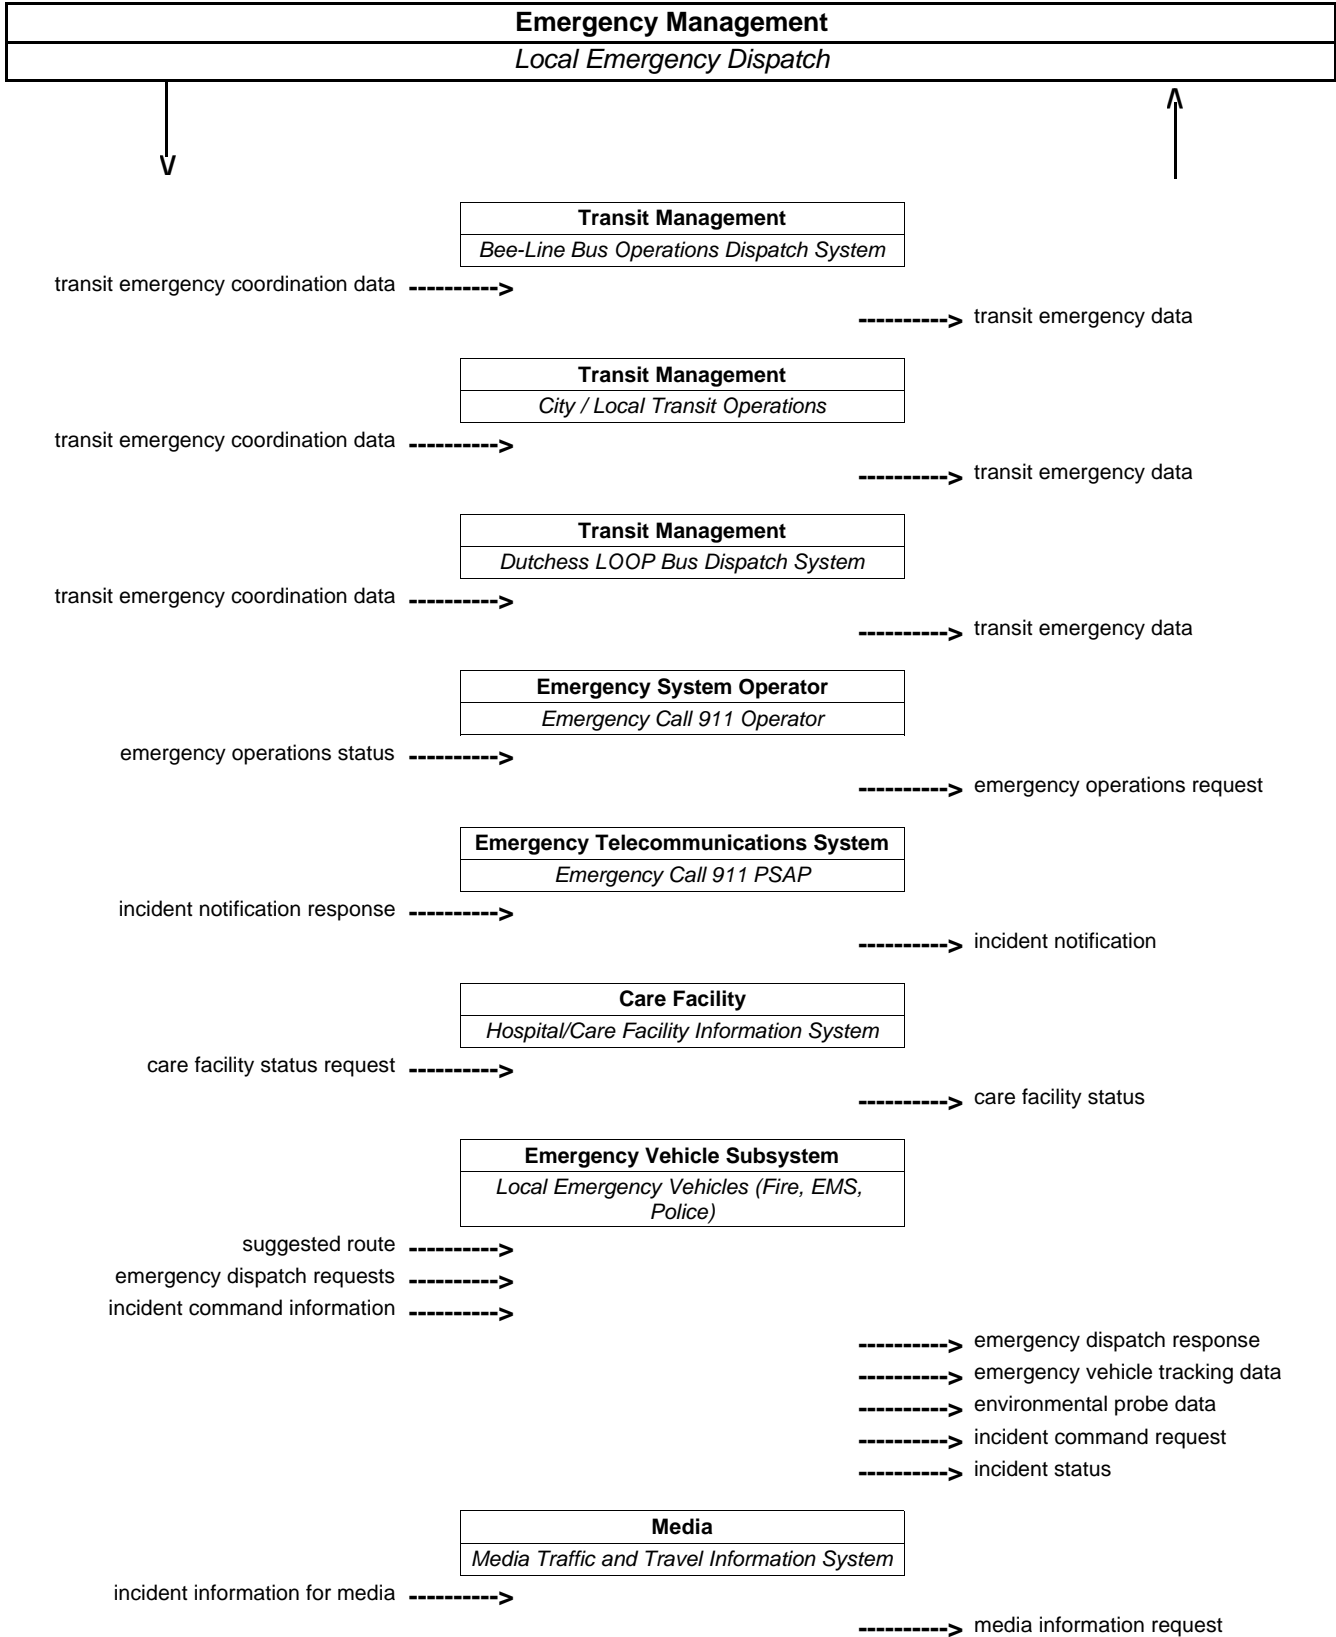 Emergency Management
Local Emergency Dispatch
Transit Management
Bee-Line Bus Operations Dispatch System
transit emergency coordination data
transit emergency data
Transit Management
City / Local Transit Operations
transit emergency coordination data
transit emergency data
Transit Management
Dutchess LOOP Bus Dispatch System
transit emergency coordination data
transit emergency data
Emergency System Operator
Emergency Call 911 Operator
emergency operations status
emergency operations request
Emergency Telecommunications System
Emergency Call 911 PSAP
incident notification response
incident notification
Care Facility
Hospital/Care Facility Information System
care facility status request
care facility status
Emergency Vehicle Subsystem
Local Emergency Vehicles (Fire, EMS,
Police)
suggested route
emergency dispatch requests
incident command information
emergency dispatch response
emergency vehicle tracking data
environmental probe data
incident command request
incident status
Media
Media Traffic and Travel Information System
incident information for media
media information request